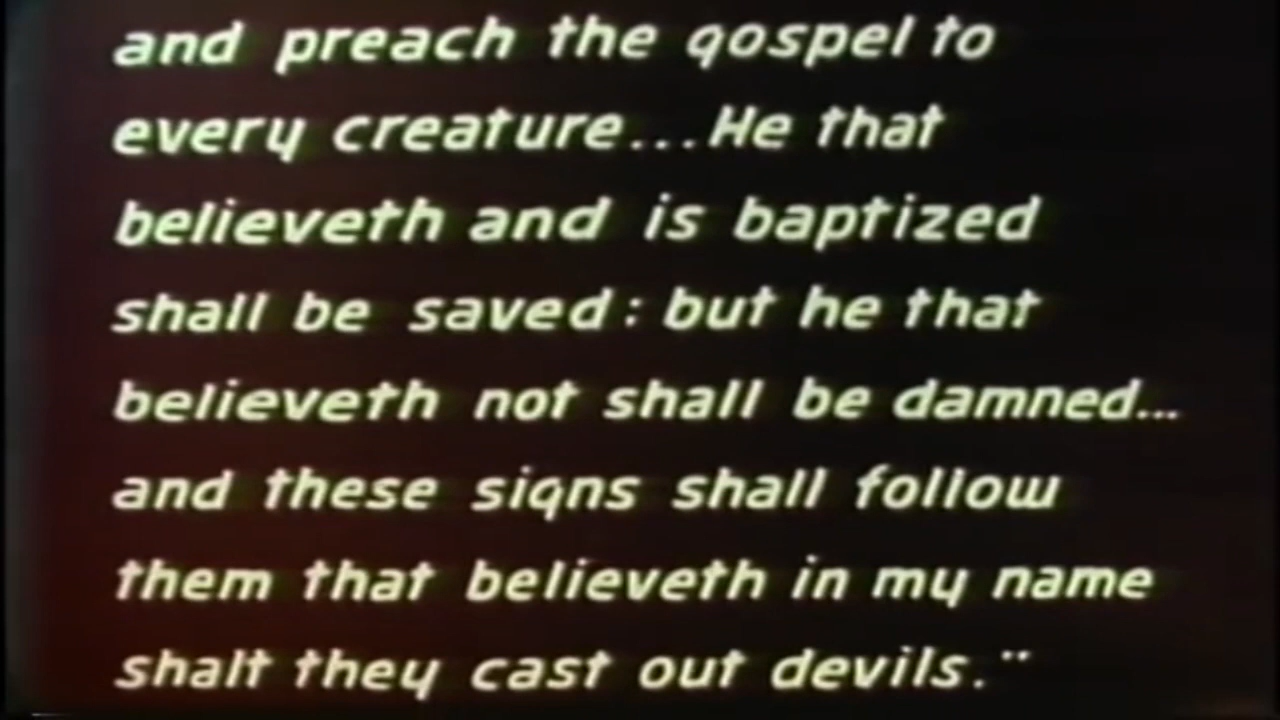 and preach the gospel to
every creature...He that
believeth and is baptized
shall be saved: but he that
believeth not shall be damned...
and these signs shall follow
them that believeth in my name
shalt they cast out devils."